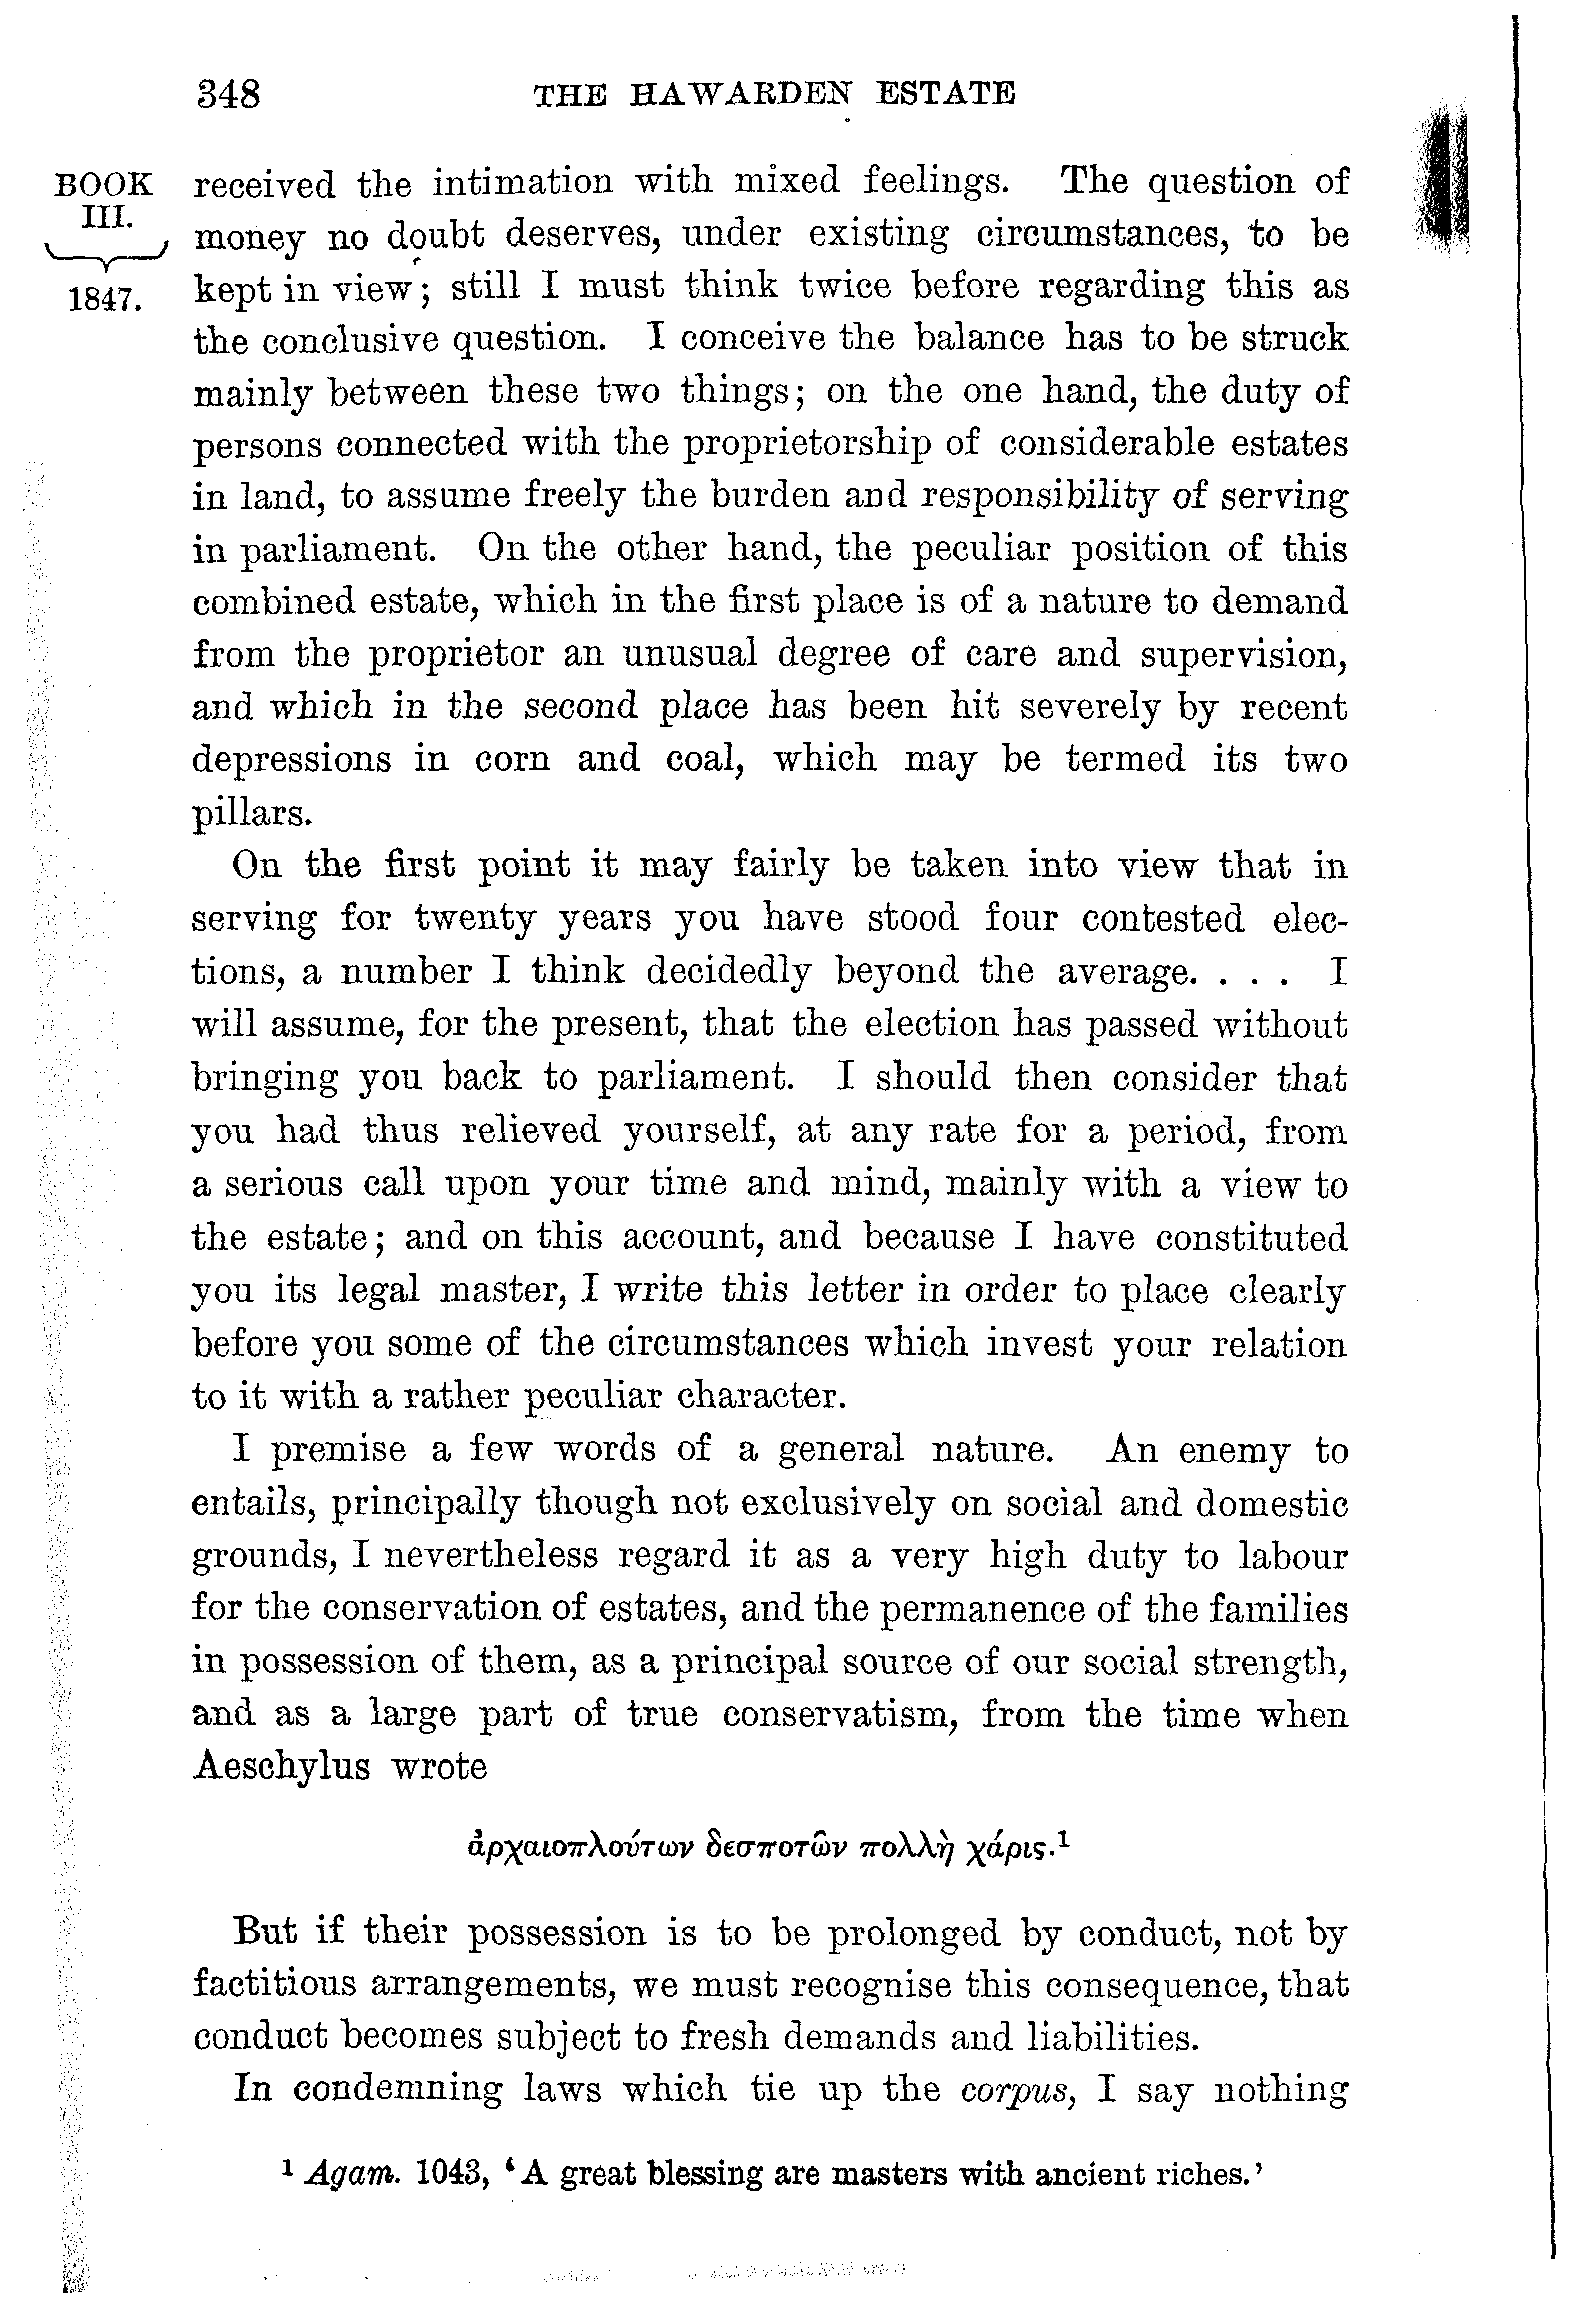 348 THE HAWARDEN ESTATE
BOOK III.
1847.
received the intimation with mixed feelings. The question of
money no doubt deserves, under existing circumstances, to be
kept in view; still I must think twice before regarding this as
the conclusive question. I conceive the balance has to be struck
mainly between these two things; on the one hand, the duty of
persons connected with the proprietorship of considerable estates
in land, to assume freely the burden and responsibility of serving
in parliament. On the other hand, the peculiar position of this
combined estate, which in the first place is of a nature to demand
from the proprietor an unusual degree of care and supervision,
and which in the second place has been hit severely by recent
depressions in corn and coal, which may be termed its two
pillars.
On the first point it may fairly be taken into view that in
serving for twenty years you have stood four contested elec-
tions, a number I think decidedly beyond the average. . . . I
will assume, for the present, that the election has passed without
bringing you back to parliament. I should then consider that
you had thus relieved yourself, at any rate for a period, from
a serious call upon your time and mind, mainly with a view to
the estate; and on this account, and because I have constituted
you its legal master, I write this letter in order to place clearly
before you some of the circumstances which invest your relation
to it with a rather peculiar character.
I premise a few words of a general nature. An enemy to
entails, principally though not exclusively on social and domestic
grounds, I nevertheless regard it as a very high duty to labour
for the conservation of estates, and the permanence of the families
in possession of them, as a principal source of our social strength,
and as a large part of true conservatism, from the time when
Aeschylus wrote
ἀρχαιοπλούτων δεσποτῶν πολλὴ χάρις.¹
But if their possession is to be prolonged by conduct, not by
factitious arrangements, we must recognise this consequence, that
conduct becomes subject to fresh demands and liabilities.
In condemning laws which tie up the corpus, I say nothing
¹ Agam. 1043, ‘A great blessing are masters with ancient riches.’